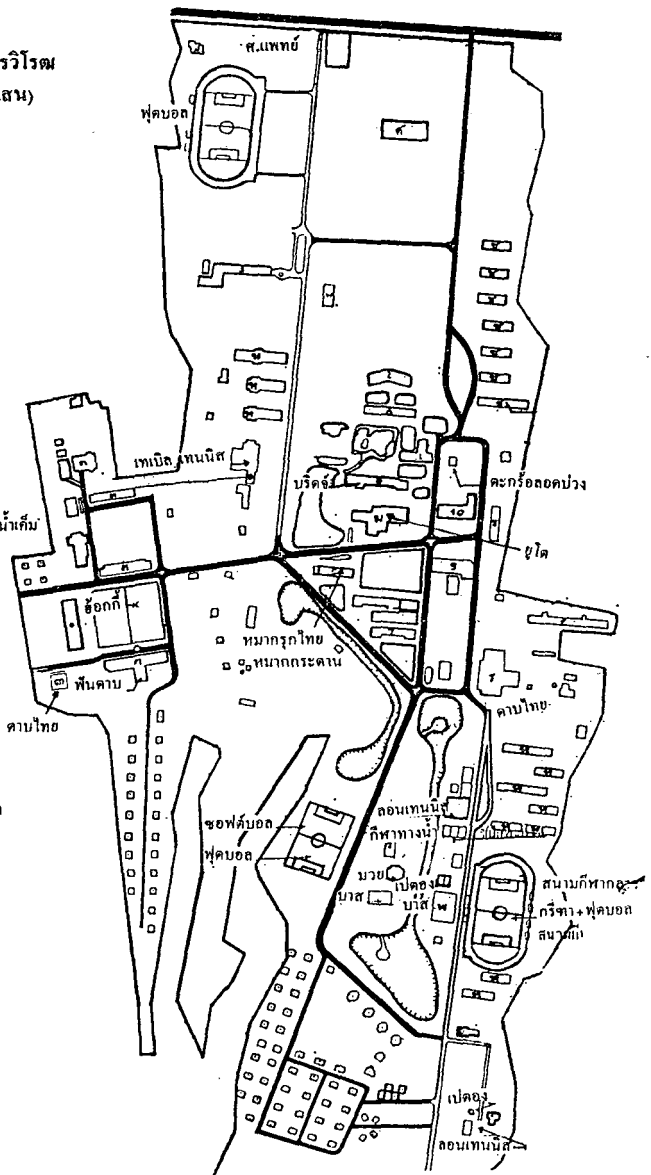 รวิโรฒ
สน)
ศ.แพทย์
ฟุตบอล
เทเบิล เทนนิส
น้ำเค็ม
บริดจ์
ตะกร้อลอดบ่วง
๑๐
ยูโด
ฮ้อกกี้
หมากรุกไทย
หมากกระดาน
ฟันดาบ
ดาบไทย
ดาบไทย
ซอฟต์บอล
ฟุตบอล
ลอนเทนนิส
กีฬาทางน้ำ
มวย
เปตอง
บาส
บาส
สนามกีฬากลาง
กรีฑา+ฟุตบอล
เปตอง
ลอนเทนนิส